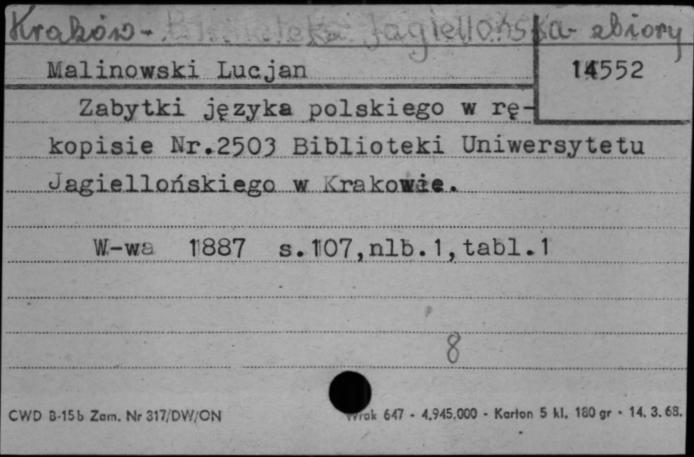 Kraków - Biblioteka Jagiellońska - zbiory
Malinowski Lucjan
14552
Zabytki języka polskiego w rę-
kopisie Nr.2503 Biblioteki Uniwersytetu
Jagiellońskiego w Krakowie.
W-wa 1887 s.107,nlb.1,tabl.1
8
CWD B-15b Zam. Nr 317/DW/ON
Wrak 647 - 4.945.000 - Karton 5 kl. 180 gr - 14. 3. 68.